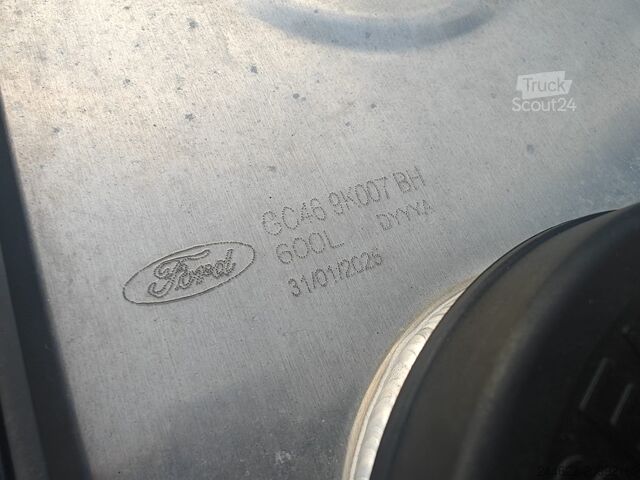 Truck
Scout24
GC46 9K007 BH
600L DYYYA
Ford
31/01/2026